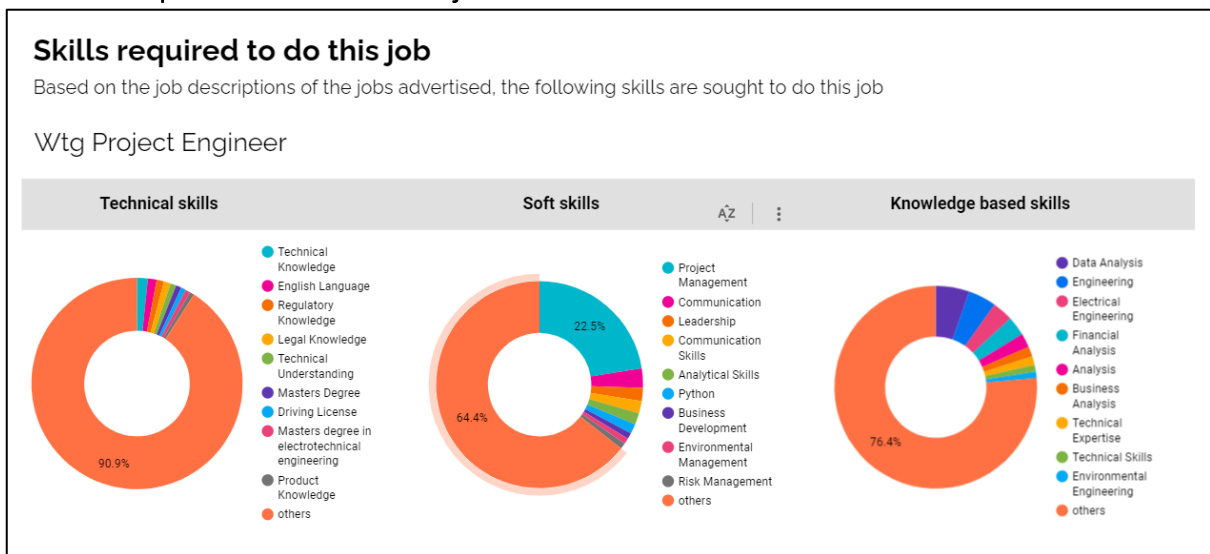 Skills required to do this job
Based on the job descriptions of the jobs advertised, the following skills are sought to do this job
Wtg Project Engineer
Technical skills
Soft skills
AZ
Knowledge based skills
90.9%
Technical
Knowledge
English Language
Regulatory
Knowledge
Legal Knowledge
Technical
Understanding
Masters Degree
Driving License
Masters degree in
electrotechnical
engineering
Product
Knowledge
others
22.5%
64.4%
Project
Management
Communication
Leadership
Communication
Skills
Analytical Skills
Python
Business
Development
Environmental
Management
Risk Management
others
76.4%
Data Analysis
Engineering
Electrical
Engineering
Financial
Analysis
Analysis
Business
Analysis
Technical
Expertise
Technical Skills
Environmental
Engineering
others